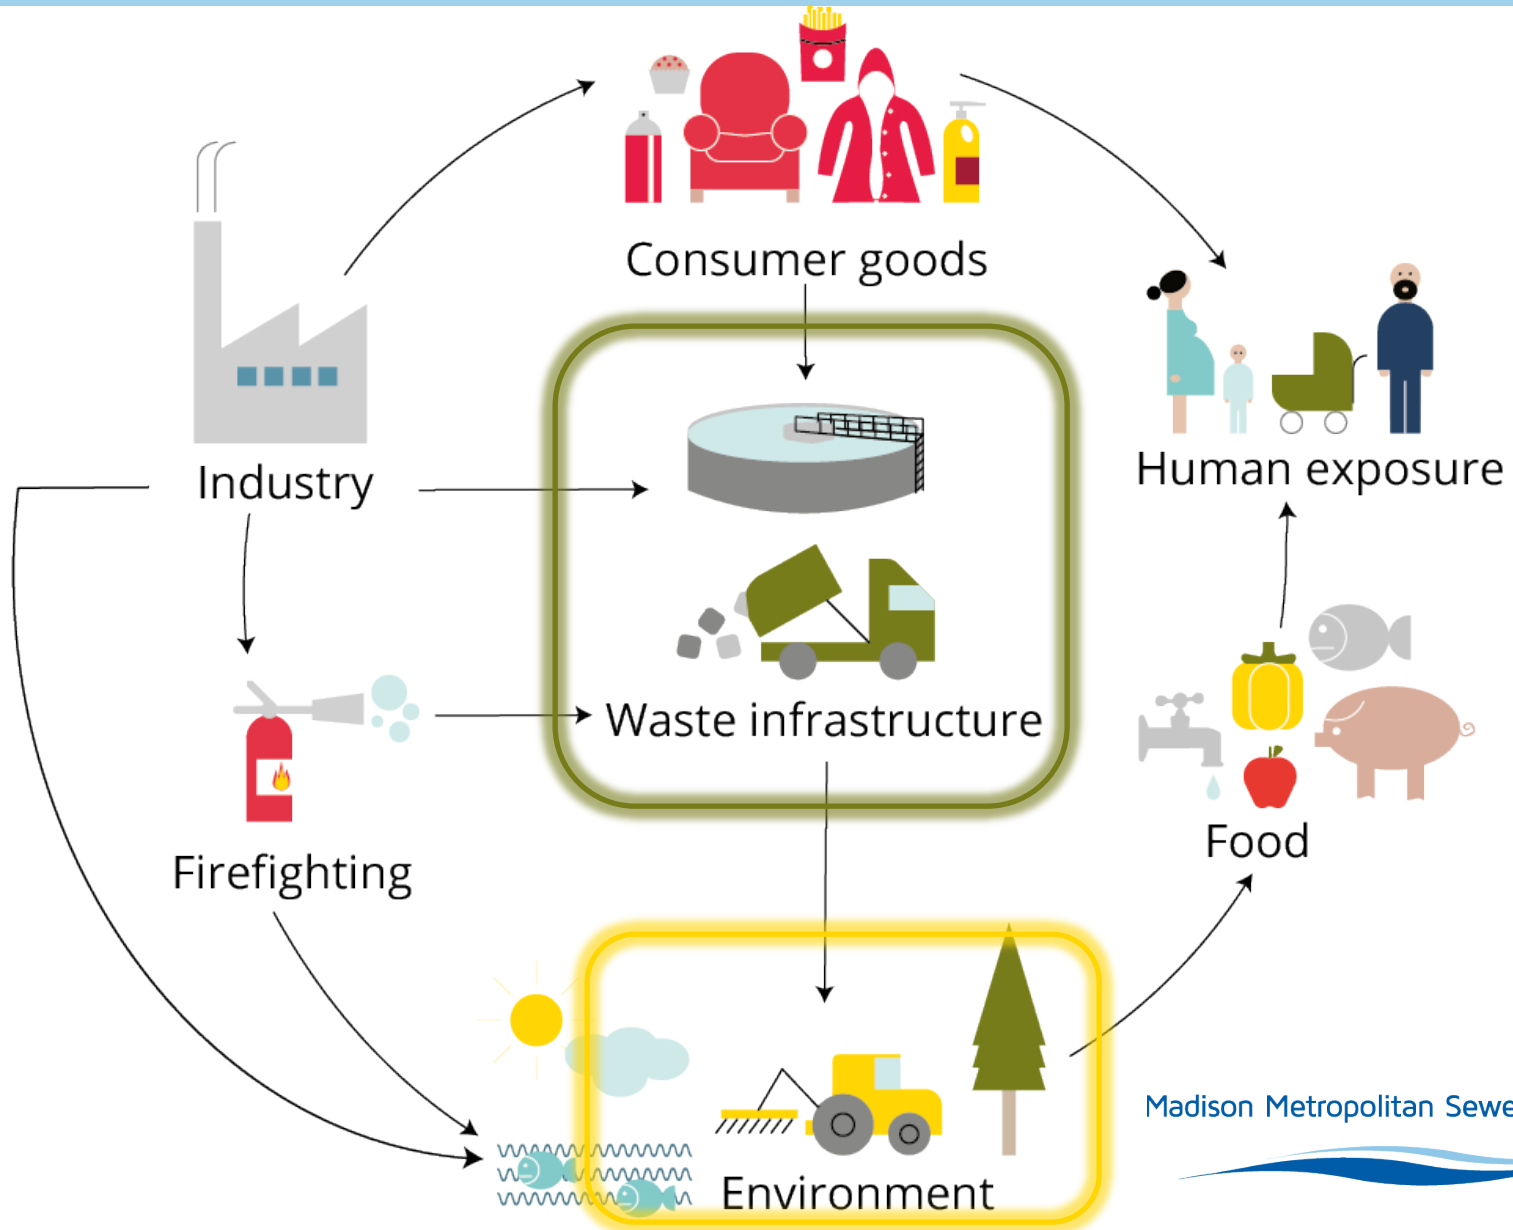 Consumer goods
Industry
Human exposure
Waste infrastructure
Firefighting
Food
Madison Metropolitan Sewe
Environment